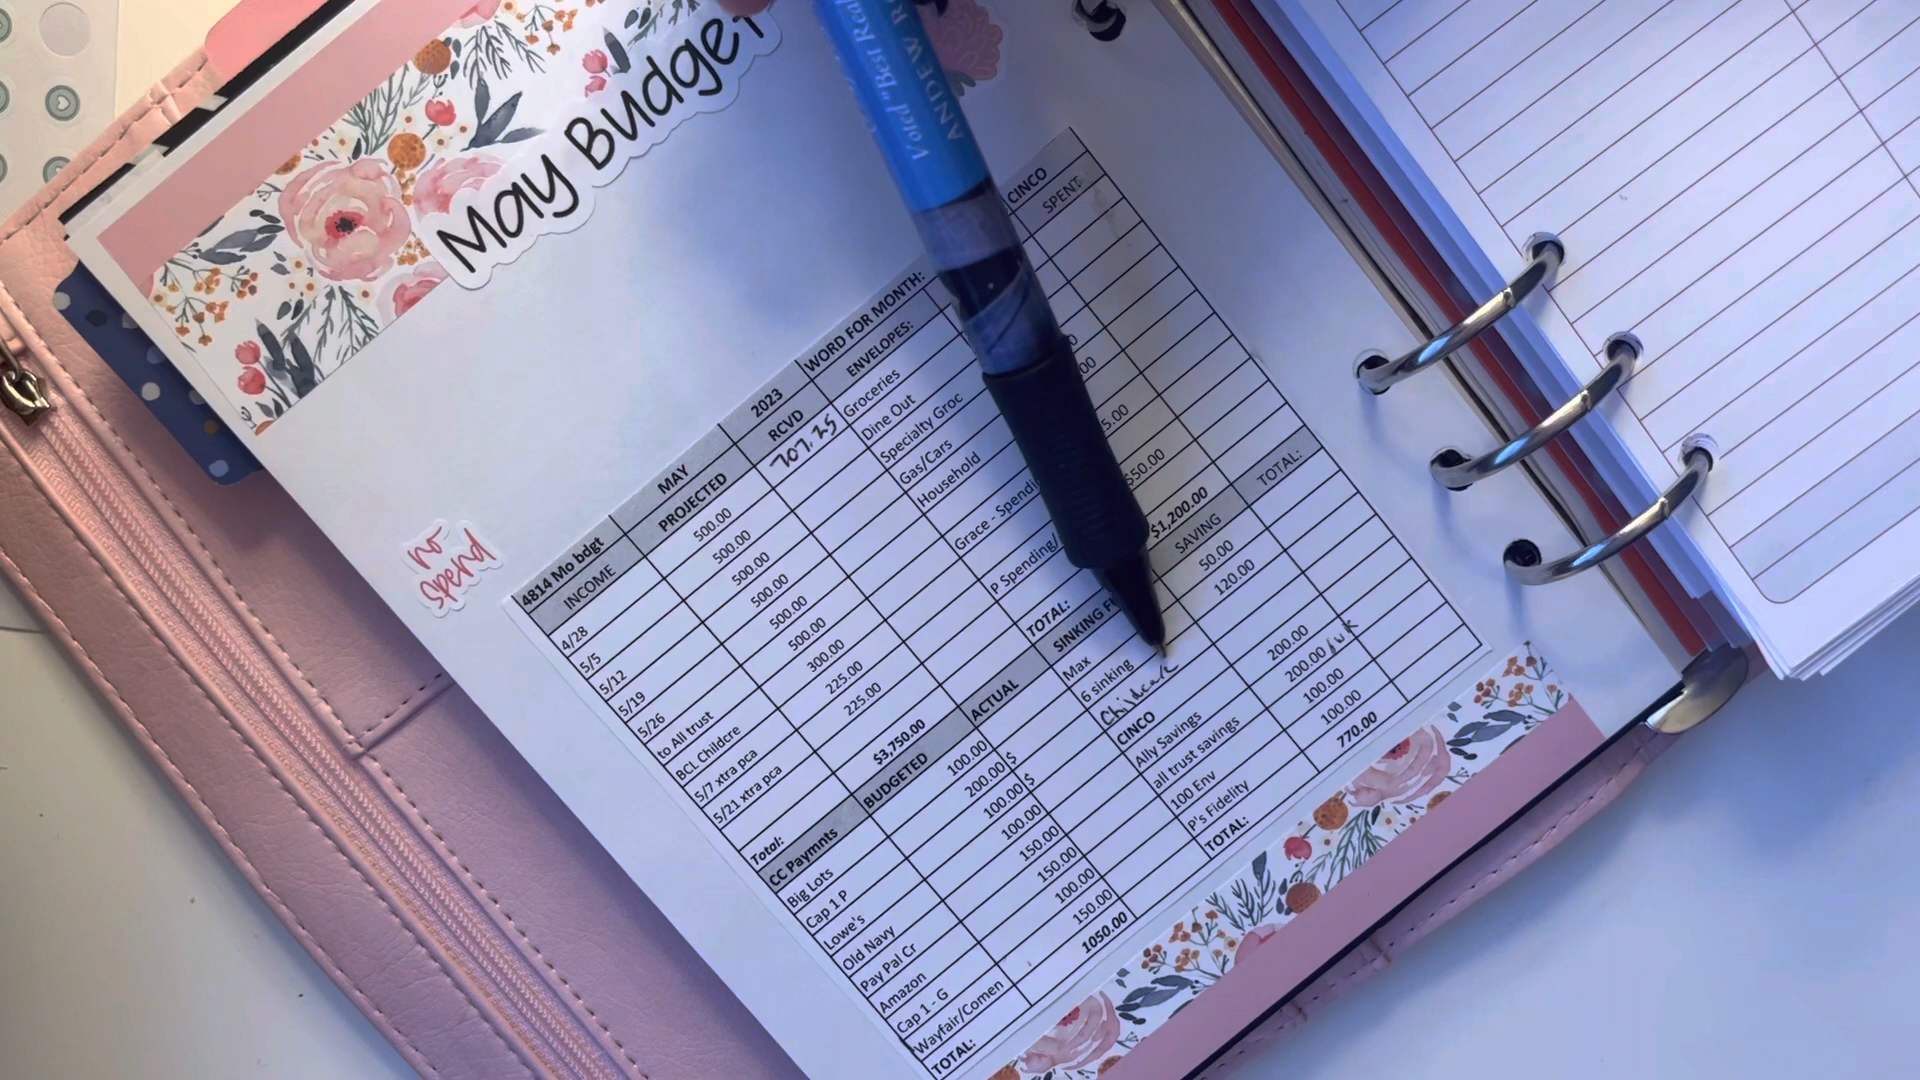 May Budget
Voted "Best Real
ANDEW R
no-
spend
4814 Mo bdgt MAY 2023 WORD FOR MONTH: CINCO
INCOME PROJECTED RCVD ENVELOPES: SPENT
4/28 500.00 707.75 Groceries
5/5 500.00 Dine Out
5/12 500.00 Specialty Groc
5/19 500.00 Gas/Cars
5/26 500.00 Household
to All trust 500.00 Grace - Spendi
BCL Childcre 300.00 P Spending/ $50.00
5/7 xtra pca 225.00 TOTAL: $1,200.00
5/21 xtra pca 225.00 SINKING SAVING TOTAL:
Total: $3,750.00 Max 50.00
CC Paymnts BUDGETED ACTUAL 6 sinking 120.00
Big Lots 100.00 Childcare
Cap 1 P 200.00 $ CINCO
Lowe's 100.00 $ Ally Savings 200.00
Old Navy 100.00 all trust savings 200.00/wk
Pay Pal Cr 150.00 100 Env 100.00
Amazon 150.00 P's Fidelity 100.00
Cap 1 - G 100.00 TOTAL: 770.00
Wayfair/Comen 150.00
TOTAL: 1050.00